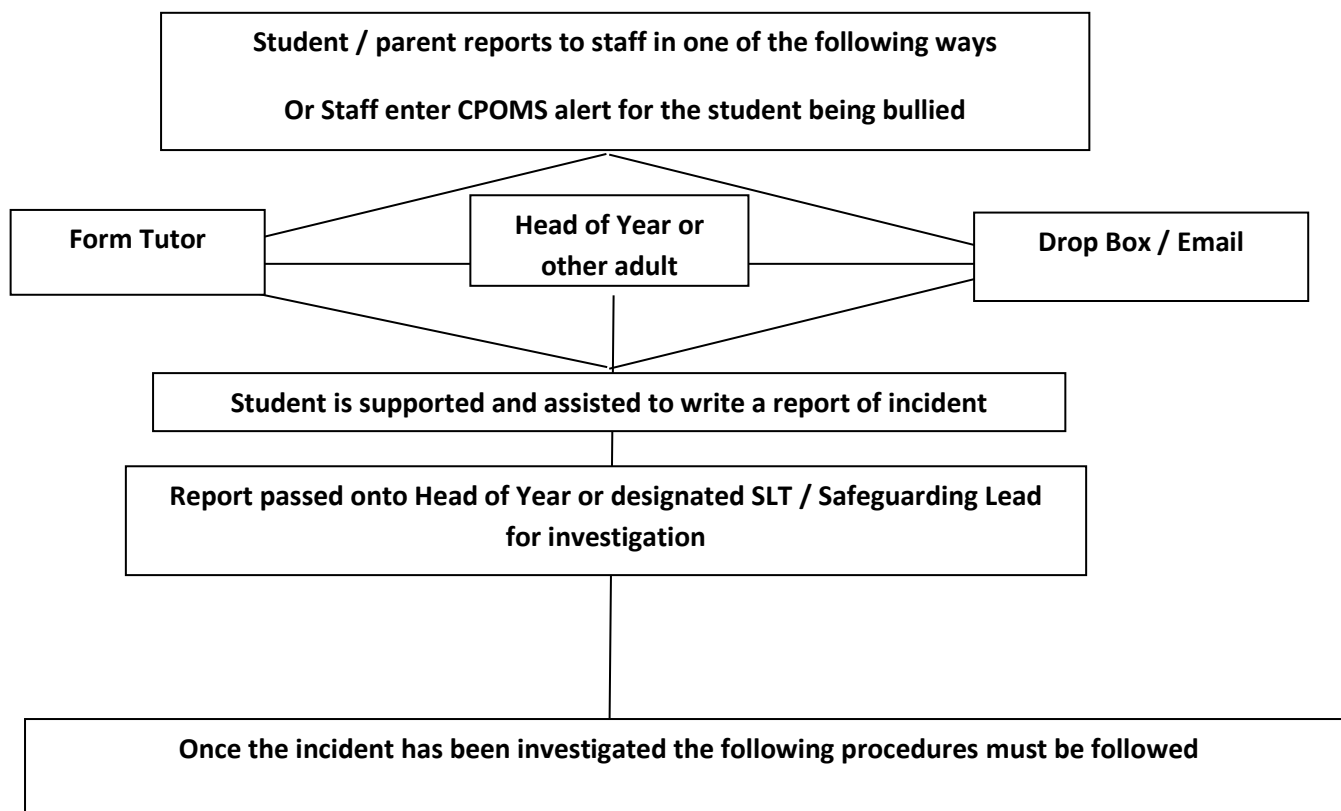 Student / parent reports to staff in one of the following ways
Or Staff enter CPOMS alert for the student being bullied
Form Tutor
Head of Year or
other adult
Drop Box / Email
Student is supported and assisted to write a report of incident
Report passed onto Head of Year or designated SLT / Safeguarding Lead
for investigation
Once the incident has been investigated the following procedures must be followed